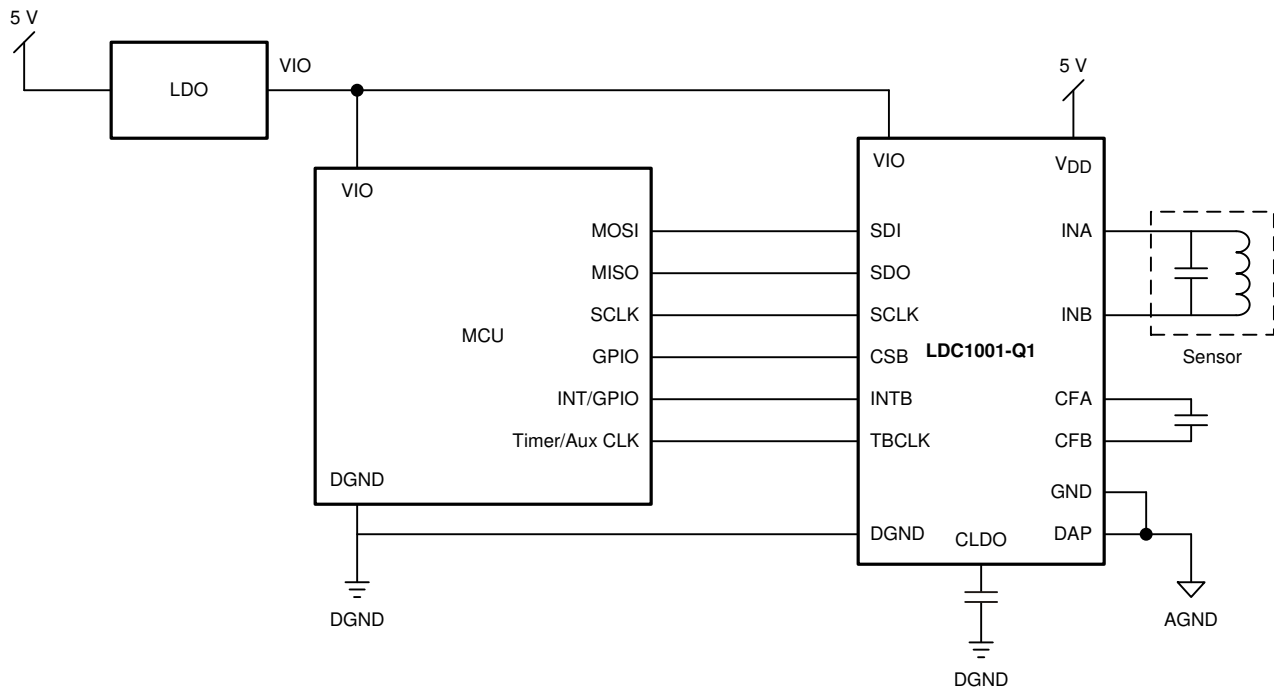 5 V
LDO
VIO
5 V
VIO
MOSI
MISO
SCLK
MCU
GPIO
INT/GPIO
Timer/Aux CLK
DGND
DGND
VIO
VDD
SDI
INA
SDO
SCLK
INB
LDC1001-Q1
CSB
INTB
CFA
TBCLK
CFB
GND
DGND
CLDO
DAP
Sensor
AGND
DGND